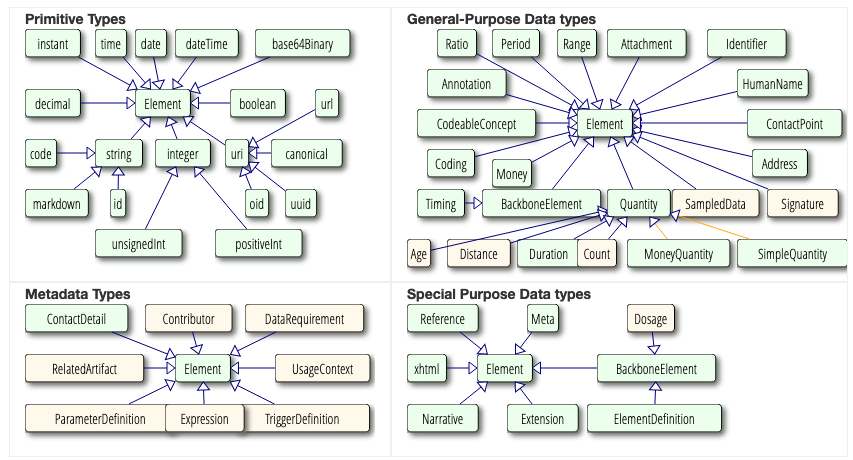 Primitive Types
instant time date dateTime base64Binary
decimal Element boolean url
code string integer uri canonical
markdown id oid uuid
unsignedInt positiveInt
General-Purpose Data types
Ratio Period Range Attachment Identifier
Annotation HumanName
CodeableConcept Element ContactPoint
Coding Money Address
Timing BackboneElement Quantity SampledData Signature
Age Distance Duration Count MoneyQuantity SimpleQuantity
Metadata Types
ContactDetail Contributor DataRequirement
RelatedArtifact Element UsageContext
ParameterDefinition Expression TriggerDefinition
Special Purpose Data types
Reference Meta Dosage
xhtml Element BackboneElement
Narrative Extension ElementDefinition